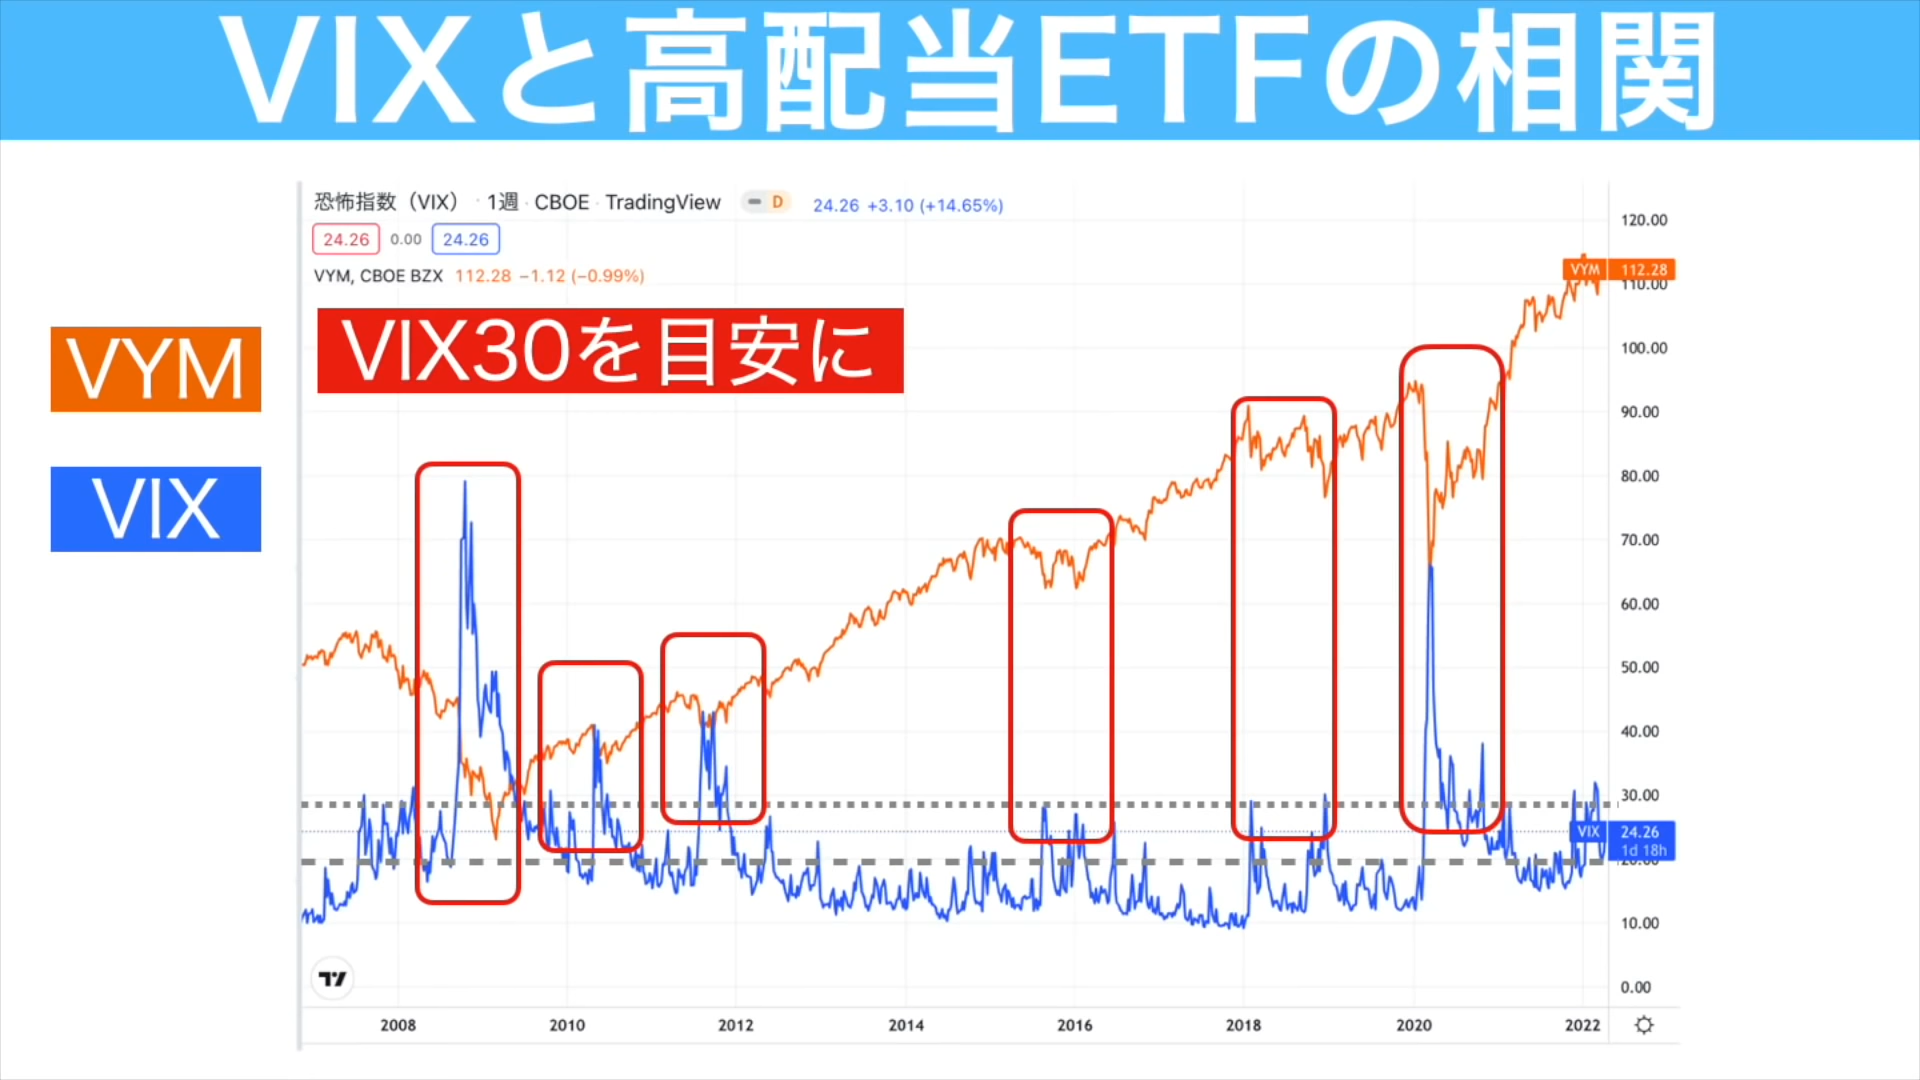 VIXと高配当ETFの相関
恐怖指数（VIX） · 1週 · CBOE · TradingView
D
24.26 +3.10 (+14.65%)
24.26 0.00 24.26
VYM, CBOE BZX 112.28 −1.12 (−0.99%)
VIX30を目安に
VYM
VIX
120.00
VYM 112.28
110.00
100.00
90.00
80.00
70.00
60.00
50.00
40.00
30.00
VIX 24.26
1d 18h
20.00
10.00
0.00
2008 2010 2012 2014 2016 2018 2020 2022